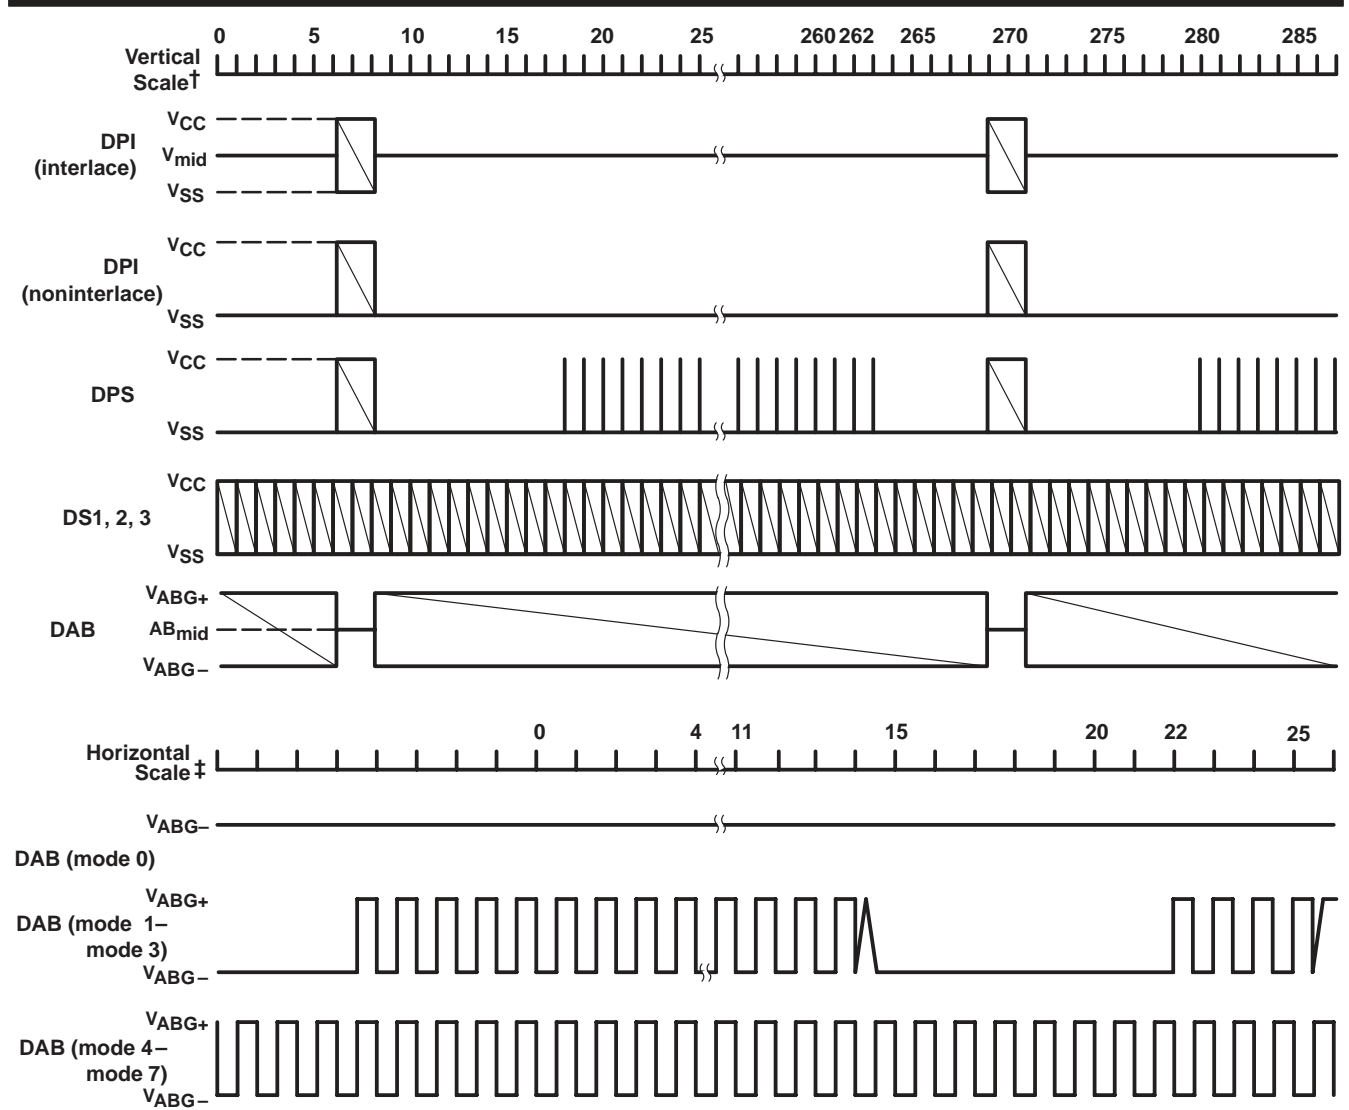 0 5 10 15 20 25 260 262 265 270 275 280 285
Vertical
Scale†
VCC
DPI
(interlace)
Vmid
VSS
VCC
DPI
(noninterlace)
VSS
VCC
DPS
VSS
VCC
DS1, 2, 3
VSS
VABG+
DAB
ABmid
VABG–
0 4 11 15 20 22 25
Horizontal
Scale‡
VABG–
DAB (mode 0)
VABG+
DAB (mode 1–
mode 3)
VABG–
VABG+
DAB (mode 4–
mode 7)
VABG–